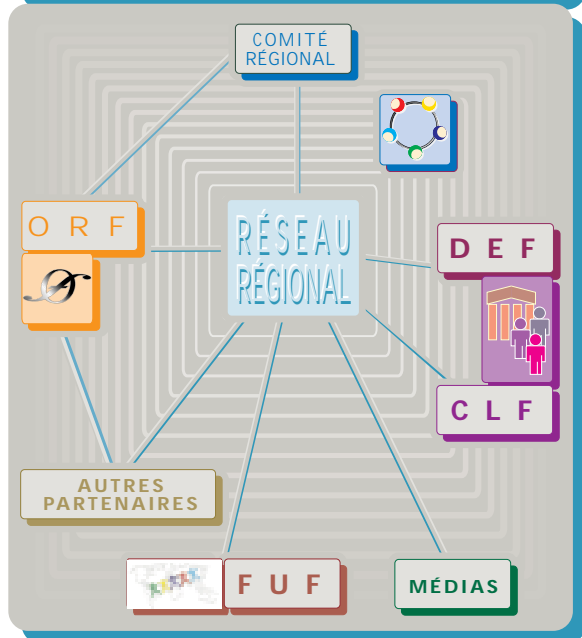 COMITÉ
RÉGIONAL
O R F
RÉSEAU
RÉGIONAL
D E F
C L F
AUTRES
PARTENAIRES
F U F
MÉDIAS